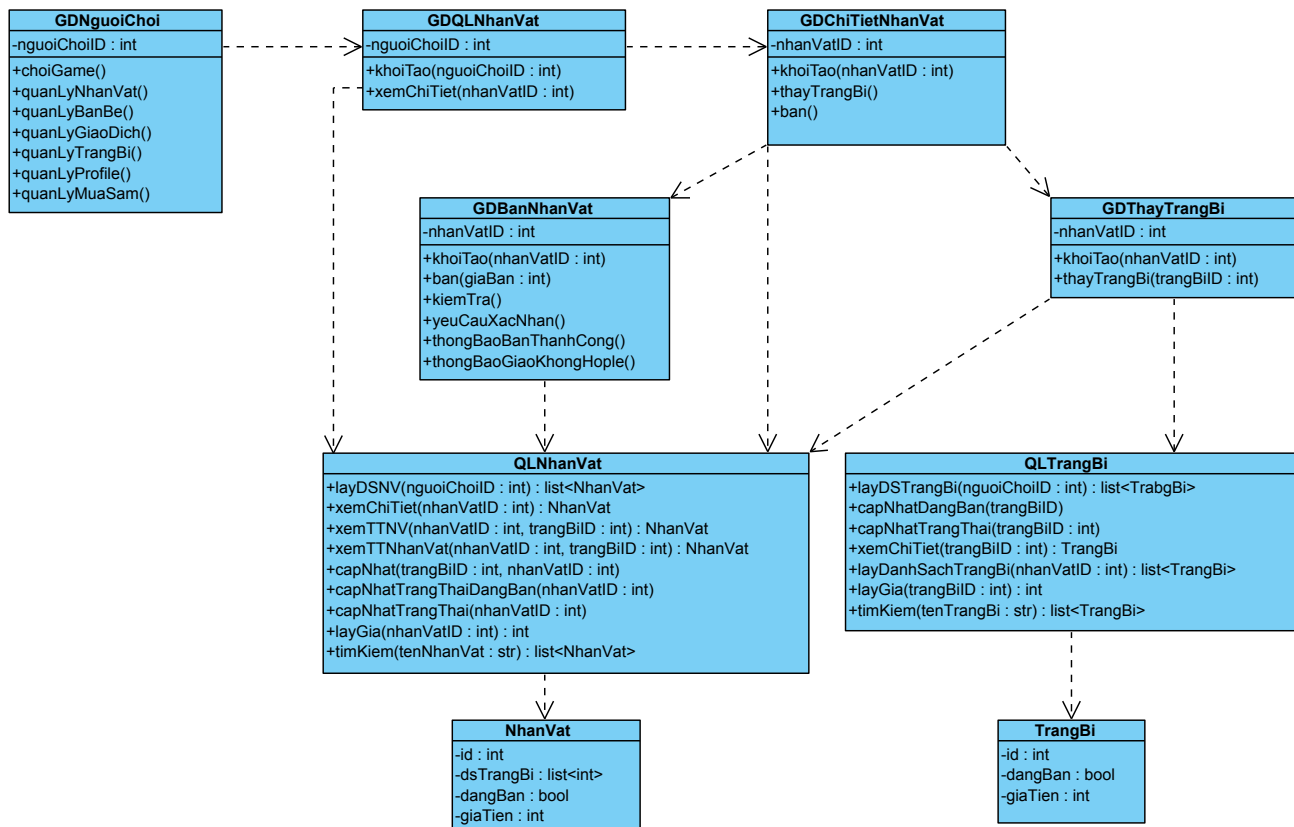 GDNguoiChoi
-nguoiChoiID : int
+choiGame()
+quanLyNhanVat()
+quanLyBanBe()
+quanLyGiaoDich()
+quanLyTrangBi()
+quanLyProfile()
+quanLyMuaSam()
GDQLNhanVat
-nguoiChoiID : int
+khoiTao(nguoiChoiID : int)
+xemChiTiet(nhanVatID : int)
GDChiTietNhanVat
-nhanVatID : int
+khoiTao(nhanVatID : int)
+thayTrangBi()
+ban()
GDBanNhanVat
-nhanVatID : int
+khoiTao(nhanVatID : int)
+ban(giaBan : int)
+kiemTra()
+yeuCauXacNhan()
+thongBaoBanThanhCong()
+thongBaoGiaoKhongHople()
GDThayTrangBi
-nhanVatID : int
+khoiTao(nhanVatID : int)
+thayTrangBi(trangBiID : int)
QLNhanVat
+layDSNV(nguoiChoiID : int) : list<NhanVat>
+xemChiTiet(nhanVatID : int) : NhanVat
+xemTTNV(nhanVatID : int, trangBiID : int) : NhanVat
+xemTTNhanVat(nhanVatID : int, trangBiID : int) : NhanVat
+capNhat(trangBiID : int, nhanVatID : int)
+capNhatTrangThaiDangBan(nhanVatID : int)
+capNhatTrangThai(nhanVatID : int)
+layGia(nhanVatID : int) : int
+timKiem(tenNhanVat : str) : list<NhanVat>
QLTrangBi
+layDSTrangBi(nguoiChoiID : int) : list<TrabgBi>
+capNhatDangBan(trangBiID)
+capNhatTrangThai(trangBiID : int)
+xemChiTiet(trangBiID : int) : TrangBi
+layDanhSachTrangBi(nhanVatID : int) : list<TrangBi>
+layGia(trangBiID : int) : int
+timKiem(tenTrangBi : str) : list<TrangBi>
NhanVat
-id : int
-dsTrangBi : list<int>
-dangBan : bool
-giaTien : int
TrangBi
-id : int
-dangBan : bool
-giaTien : int